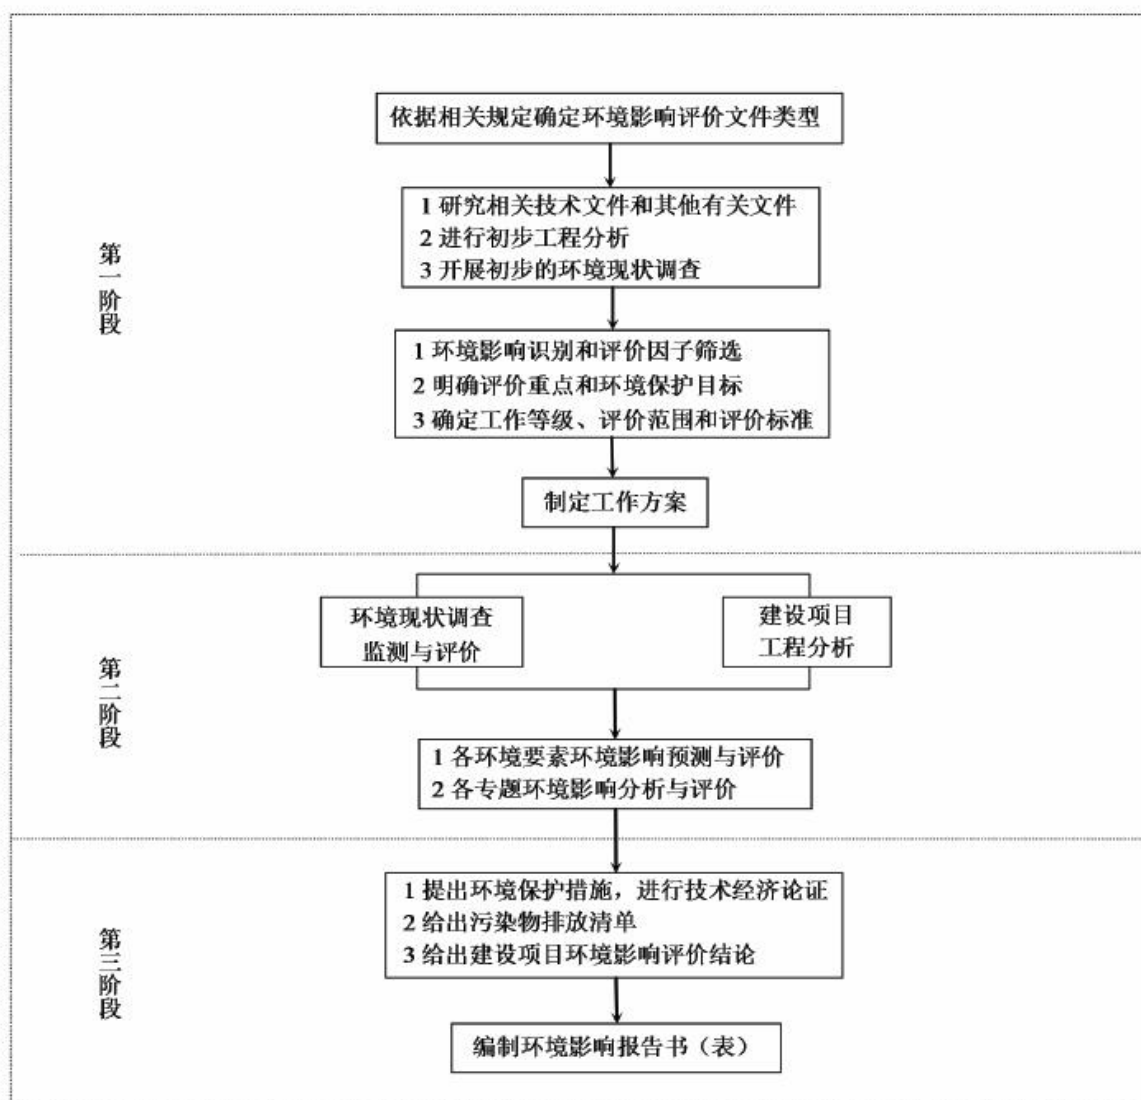 依据相关规定确定环境影响评价文件类型
1 研究相关技术文件和其他有关文件
2 进行初步工程分析
3 开展初步的环境现状调查
第一阶段
1 环境影响识别和评价因子筛选
2 明确评价重点和环境保护目标
3 确定工作等级、评价范围和评价标准
制定工作方案
环境现状调查
监测与评价
建设项目
工程分析
第二阶段
1 各环境要素环境影响预测与评价
2 各专题环境影响分析与评价
1 提出环境保护措施，进行技术经济论证
2 给出污染物排放清单
3 给出建设项目环境影响评价结论
第三阶段
编制环境影响报告书（表）